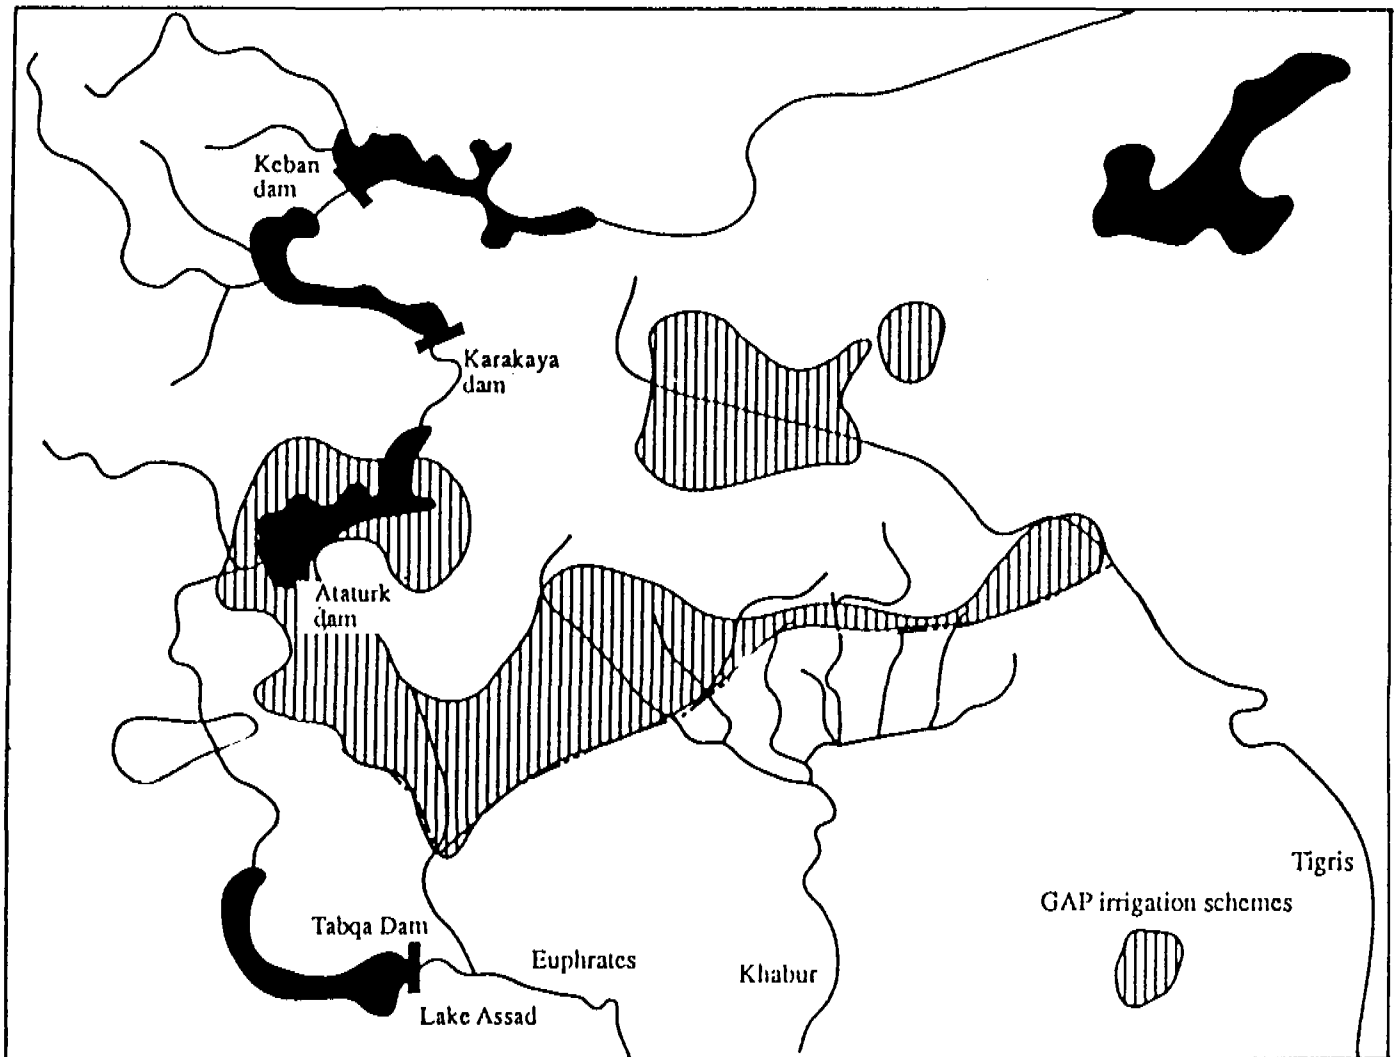 Keban
dam
Karakaya
dam
Ataturk
dam
Tigris
GAP irrigation schemes
Tabqa Dam
Euphrates
Khabur
Lake Assad